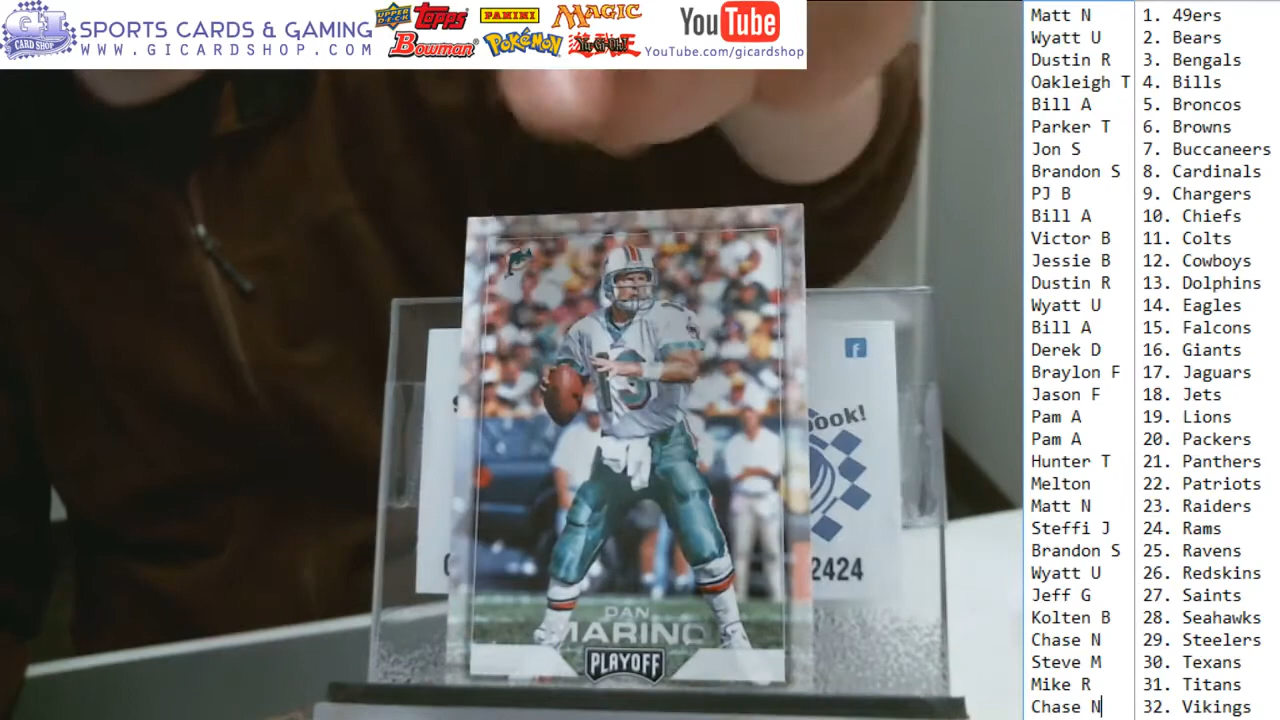 SPORTS CARDS & GAMING
WWW.GICARDSHOP.COM
GI
CARD SHOP
UPPER DECK
Topps
PANINI
MAGIC
Bowman
Pokémon
Yu-Gi-Oh!
YouTube
YouTube.com/gicardshop
Matt N 1. 49ers
Wyatt U 2. Bears
Dustin R 3. Bengals
Oakleigh T 4. Bills
Bill A 5. Broncos
Parker T 6. Browns
Jon S 7. Buccaneers
Brandon S 8. Cardinals
PJ B 9. Chargers
Bill A 10. Chiefs
Victor B 11. Colts
Jessie B 12. Cowboys
Dustin R 13. Dolphins
Wyatt U 14. Eagles
Bill A 15. Falcons
Derek D 16. Giants
Braylon F 17. Jaguars
Jason F 18. Jets
Pam A 19. Lions
Pam A 20. Packers
Hunter T 21. Panthers
Melton 22. Patriots
Matt N 23. Raiders
Steffi J 24. Rams
Brandon S 25. Ravens
Wyatt U 26. Redskins
Jeff G 27. Saints
Kolten B 28. Seahawks
Chase N 29. Steelers
Steve M 30. Texans
Mike R 31. Titans
Chase N 32. Vikings
f
ook!
2424
13
DAN
MARINO
PLAYOFF